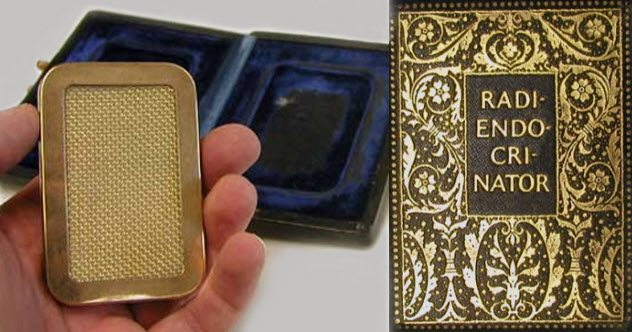 RADI-
ENDO-
CRI-
NATOR